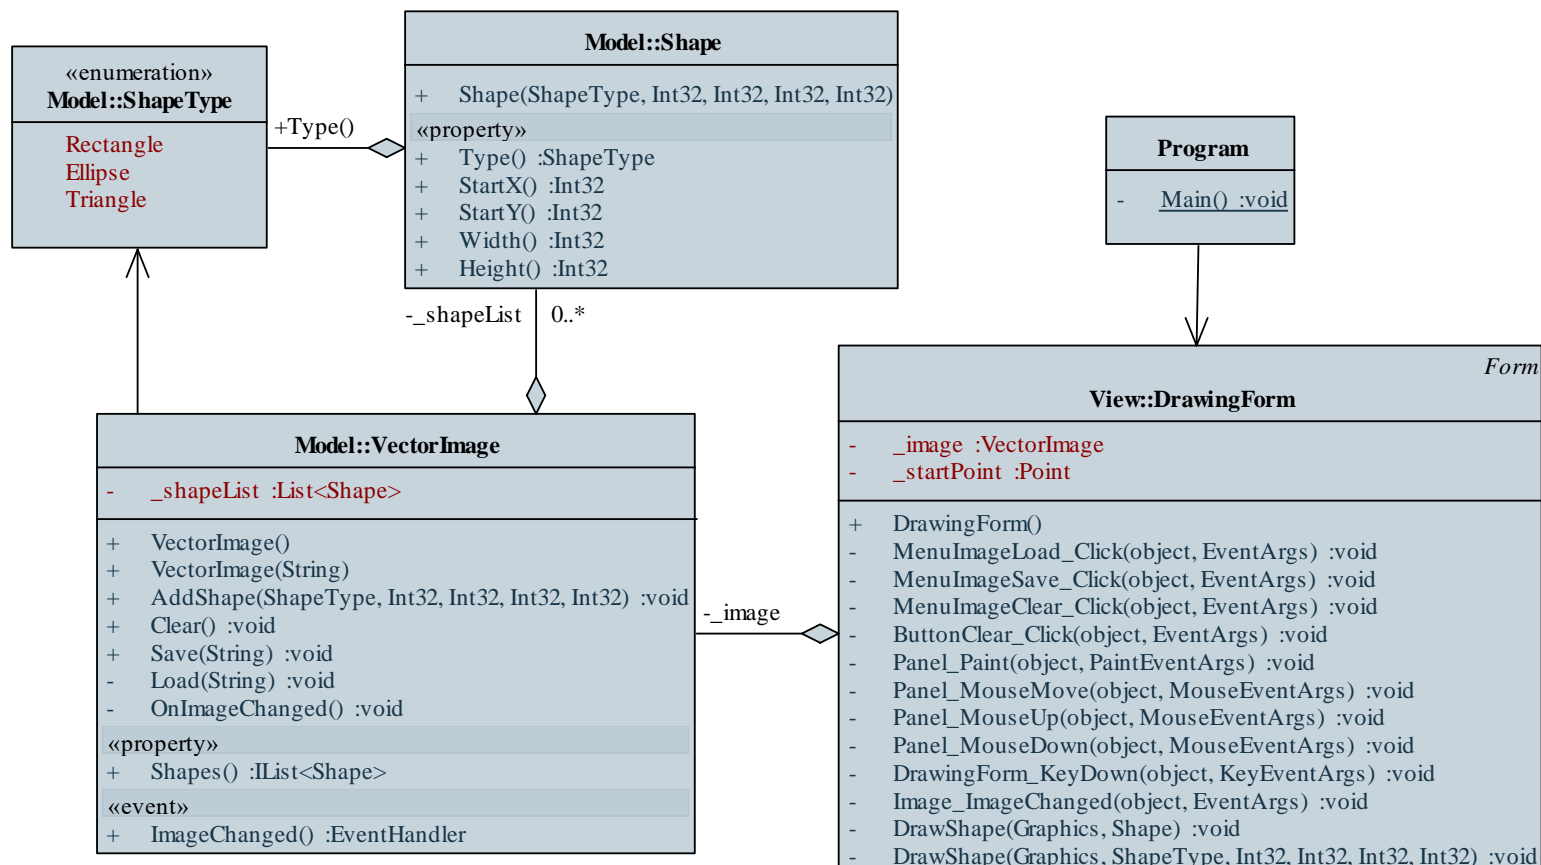 «enumeration»
Model::ShapeType
Rectangle
Ellipse
Triangle
+Type()
Model::Shape
+ Shape(ShapeType, Int32, Int32, Int32, Int32)
«property»
+ Type() :ShapeType
+ StartX() :Int32
+ StartY() :Int32
+ Width() :Int32
+ Height() :Int32
Program
- Main() :void
-_shapeList 0..*
Model::VectorImage
- _shapeList :List<Shape>
+ VectorImage()
+ VectorImage(String)
+ AddShape(ShapeType, Int32, Int32, Int32, Int32) :void
+ Clear() :void
+ Save(String) :void
- Load(String) :void
- OnImageChanged() :void
«property»
+ Shapes() :IList<Shape>
«event»
+ ImageChanged() :EventHandler
-_image
Form
View::DrawingForm
- _image :VectorImage
- _startPoint :Point
+ DrawingForm()
- MenuImageLoad_Click(object, EventArgs) :void
- MenuImageSave_Click(object, EventArgs) :void
- MenuImageClear_Click(object, EventArgs) :void
- ButtonClear_Click(object, EventArgs) :void
- Panel_Paint(object, PaintEventArgs) :void
- Panel_MouseMove(object, MouseEventArgs) :void
- Panel_MouseUp(object, MouseEventArgs) :void
- Panel_MouseDown(object, MouseEventArgs) :void
- DrawingForm_KeyDown(object, KeyEventArgs) :void
- Image_ImageChanged(object, EventArgs) :void
- DrawShape(Graphics, Shape) :void
- DrawShape(Graphics, ShapeType, Int32, Int32, Int32, Int32) :void